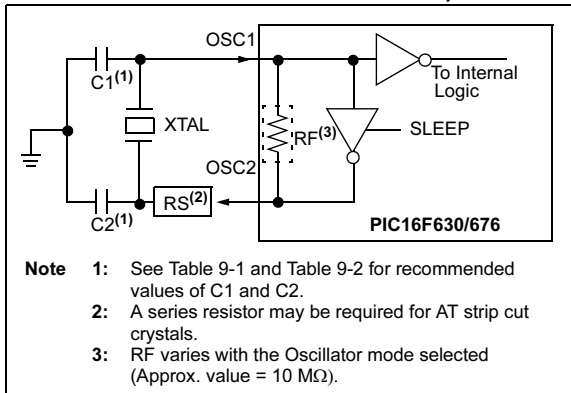 OSC1
C1(1)
To Internal
Logic
XTAL
RF(3)
SLEEP
OSC2
RS(2)
C2(1)
PIC16F630/676
Note 1: See Table 9-1 and Table 9-2 for recommended
values of C1 and C2.
2: A series resistor may be required for AT strip cut
crystals.
3: RF varies with the Oscillator mode selected
(Approx. value = 10 MΩ).